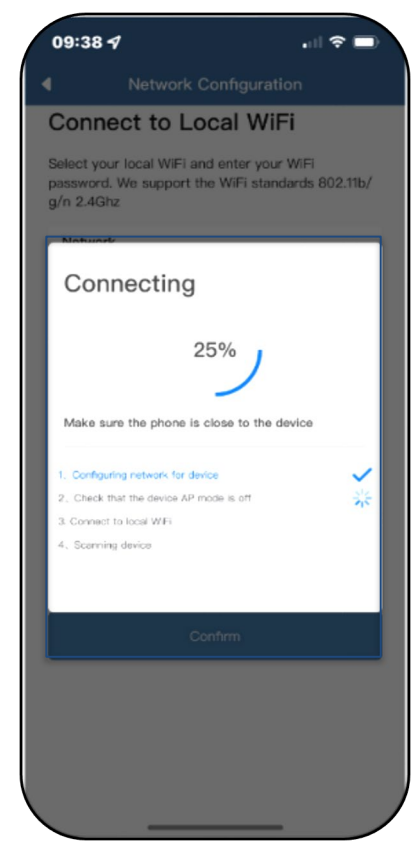 09:38
Network Configuration
Connect to Local WiFi
Select your local WiFi and enter your WiFi
password. We support the WiFi standards 802.11b/
g/n 2.4Ghz
Network
Connecting
25%
Make sure the phone is close to the device
1. Configuring network for device
2. Check that the device AP mode is off
3. Connect to local WiFi
4. Scanning device
Confirm